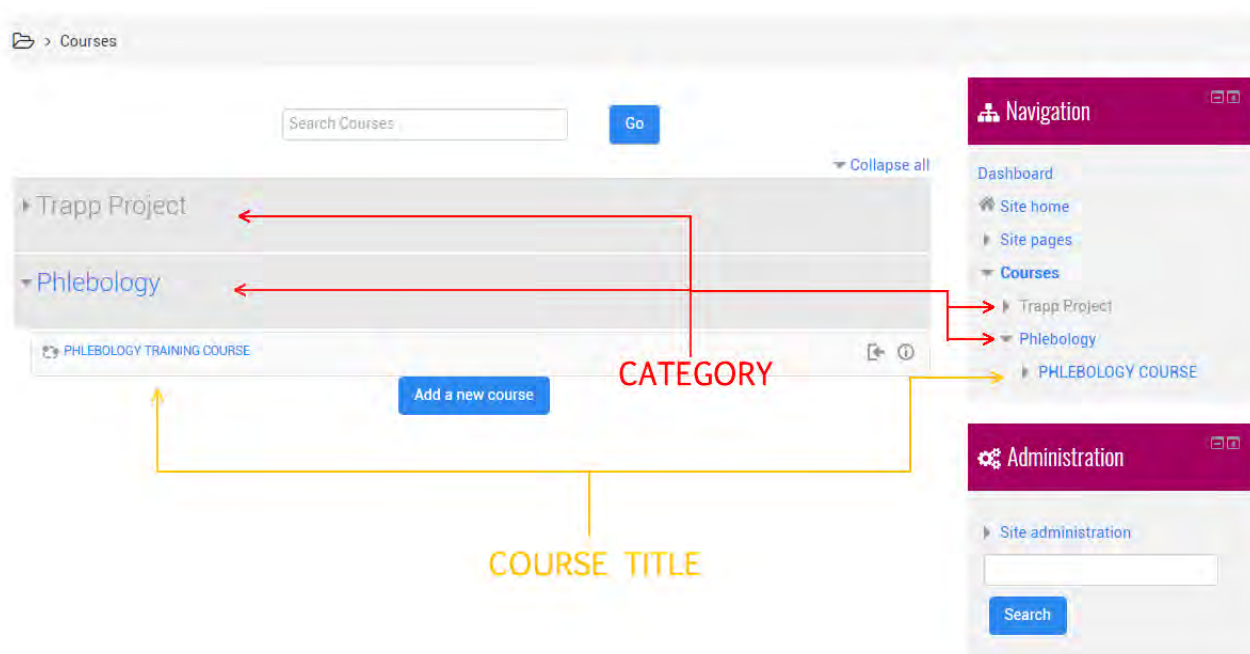 > Courses
Search Courses
Go
Collapse all
Trapp Project
Phlebology
PHLEBOLOGY TRAINING COURSE
CATEGORY
Add a new course
COURSE TITLE
Navigation
Dashboard
Site home
Site pages
Courses
Trapp Project
Phlebology
PHLEBOLOGY COURSE
Administration
Site administration
Search